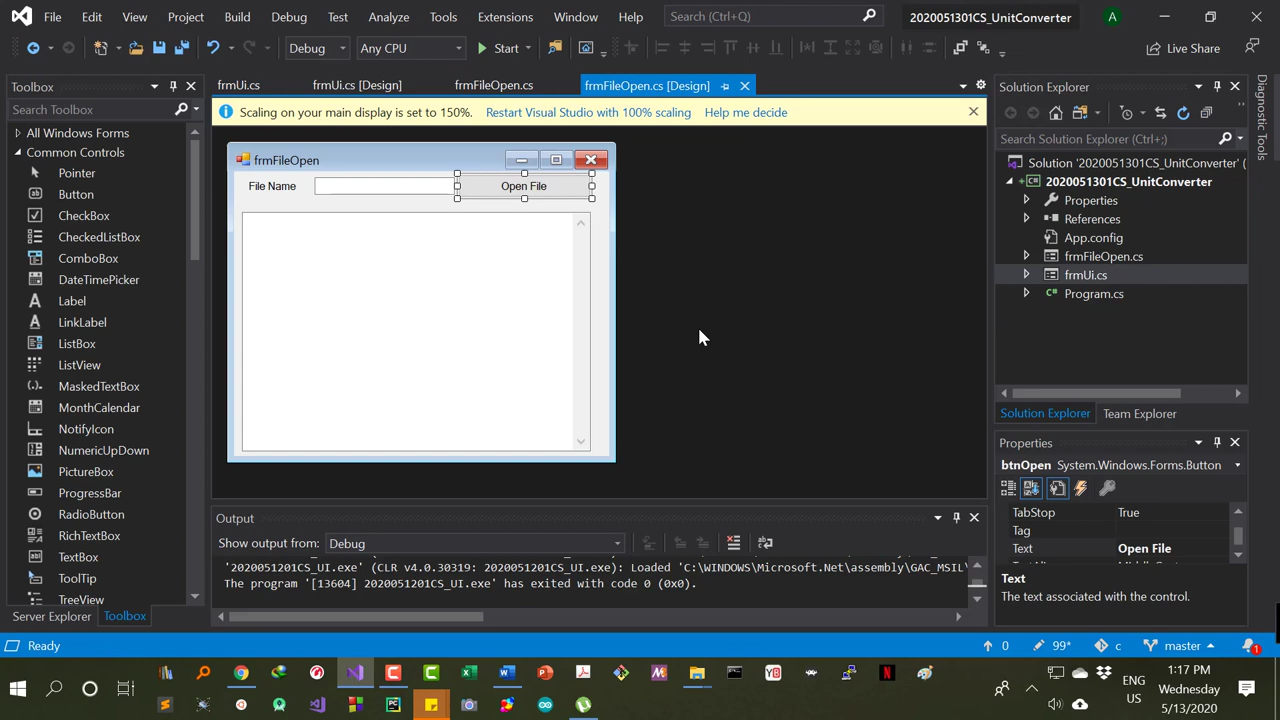 File Edit View Project Build Debug Test Analyze Tools Extensions Window Help Search (Ctrl+Q) 2020051301_CS_UnitConverter A
Debug Any CPU Start Live Share
Toolbox
frmUi.cs frmUi.cs [Design] frmFileOpen.cs frmFileOpen.cs [Design]
Solution Explorer
Diagnostic Tools
Search Toolbox
Scaling on your main display is set to 150%. Restart Visual Studio with 100% scaling Help me decide
All Windows Forms
Common Controls
Pointer
Button
CheckBox
CheckedListBox
ComboBox
DateTimePicker
Label
LinkLabel
ListBox
ListView
MaskedTextBox
MonthCalendar
NotifyIcon
NumericUpDown
PictureBox
ProgressBar
RadioButton
RichTextBox
TextBox
ToolTip
TreeView
Server Explorer Toolbox
frmFileOpen
File Name Open File
Search Solution Explorer (Ctrl+;)
Solution '2020051301CS_UnitConverter' (
2020051301CS_UnitConverter
Properties
References
App.config
frmFileOpen.cs
frmUi.cs
Program.cs
Solution Explorer Team Explorer
Properties
btnOpen System.Windows.Forms.Button
TabStop True
Tag
Text Open File
Text
The text associated with the control.
Output
Show output from: Debug
'2020051201CS_UI.exe' (CLR v4.0.30319: 2020051201CS_UI.exe): Loaded 'C:\WINDOWS\Microsoft.Net\assembly\GAC_MSIL\
The program '[13604] 2020051201CS_UI.exe' has exited with code 0 (0x0).
Ready 0 99* c master 1
ENG
US
1:17 PM
Wednesday
5/13/2020